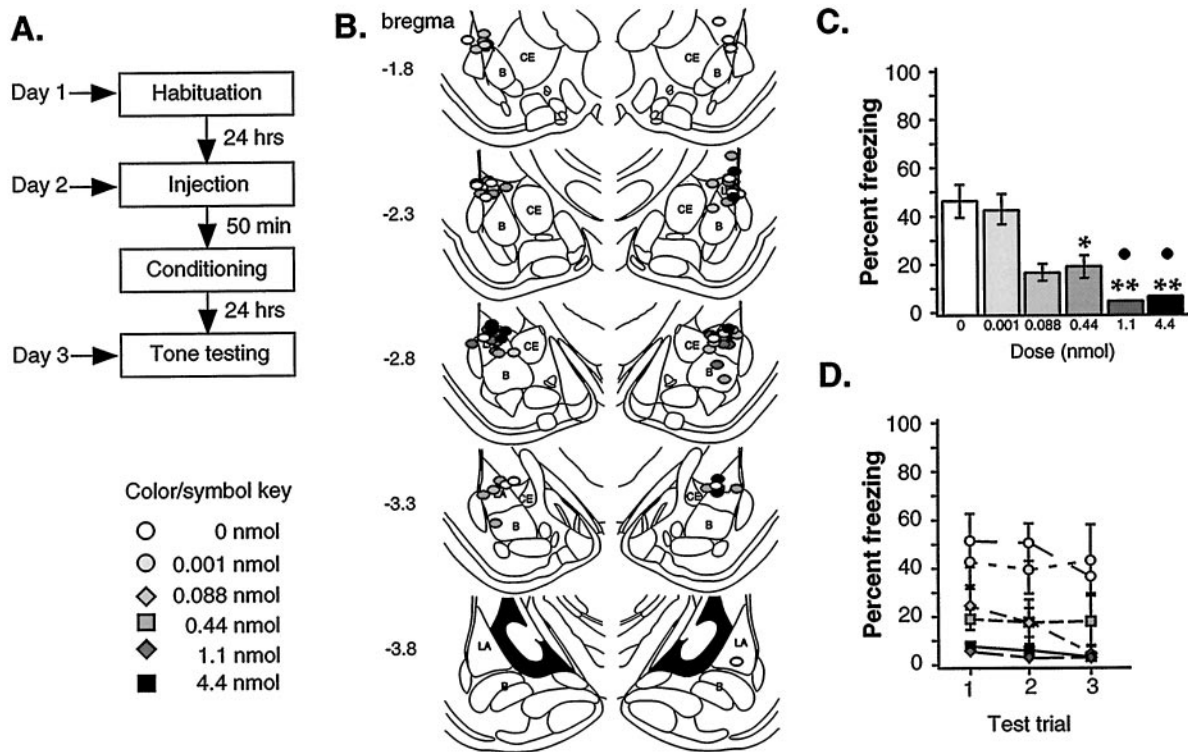 A.
Day 1
Habituation
24 hrs
Day 2
Injection
50 min
Conditioning
24 hrs
Day 3
Tone testing
Color/symbol key
0 nmol
0.001 nmol
0.088 nmol
0.44 nmol
1.1 nmol
4.4 nmol
B.
bregma
-1.8
CE
B
CE
B
-2.3
CE
B
CE
B
-2.8
CE
B
CE
B
-3.3
CE
B
CE
B
-3.8
LA
B
LA
B
C.
Percent freezing
100
80
60
40
20
0
*
**
**
0 0.001 0.088 0.44 1.1 4.4
Dose (nmol)
D.
Percent freezing
100
80
60
40
20
0
1 2 3
Test trial